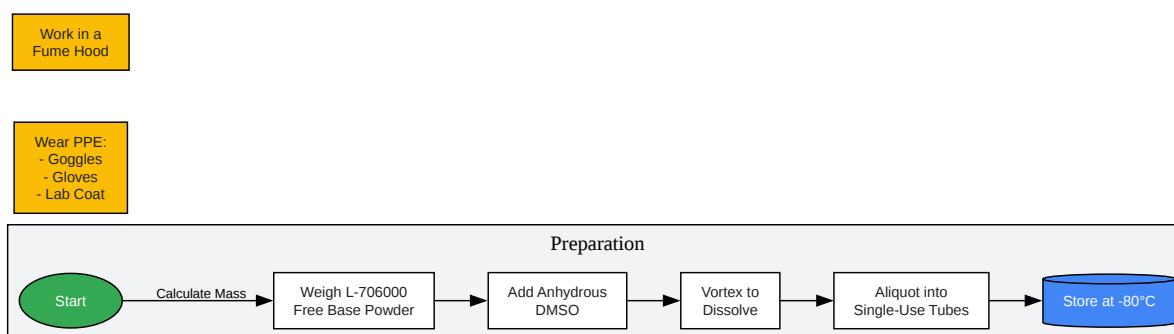 Work in a
Fume Hood
Wear PPE:
- Goggles
- Gloves
- Lab Coat
Preparation
Start
Calculate Mass
Weigh L-706000
Free Base Powder
Add Anhydrous
DMSO
Vortex to
Dissolve
Aliquot into
Single-Use Tubes
Store at -80°C